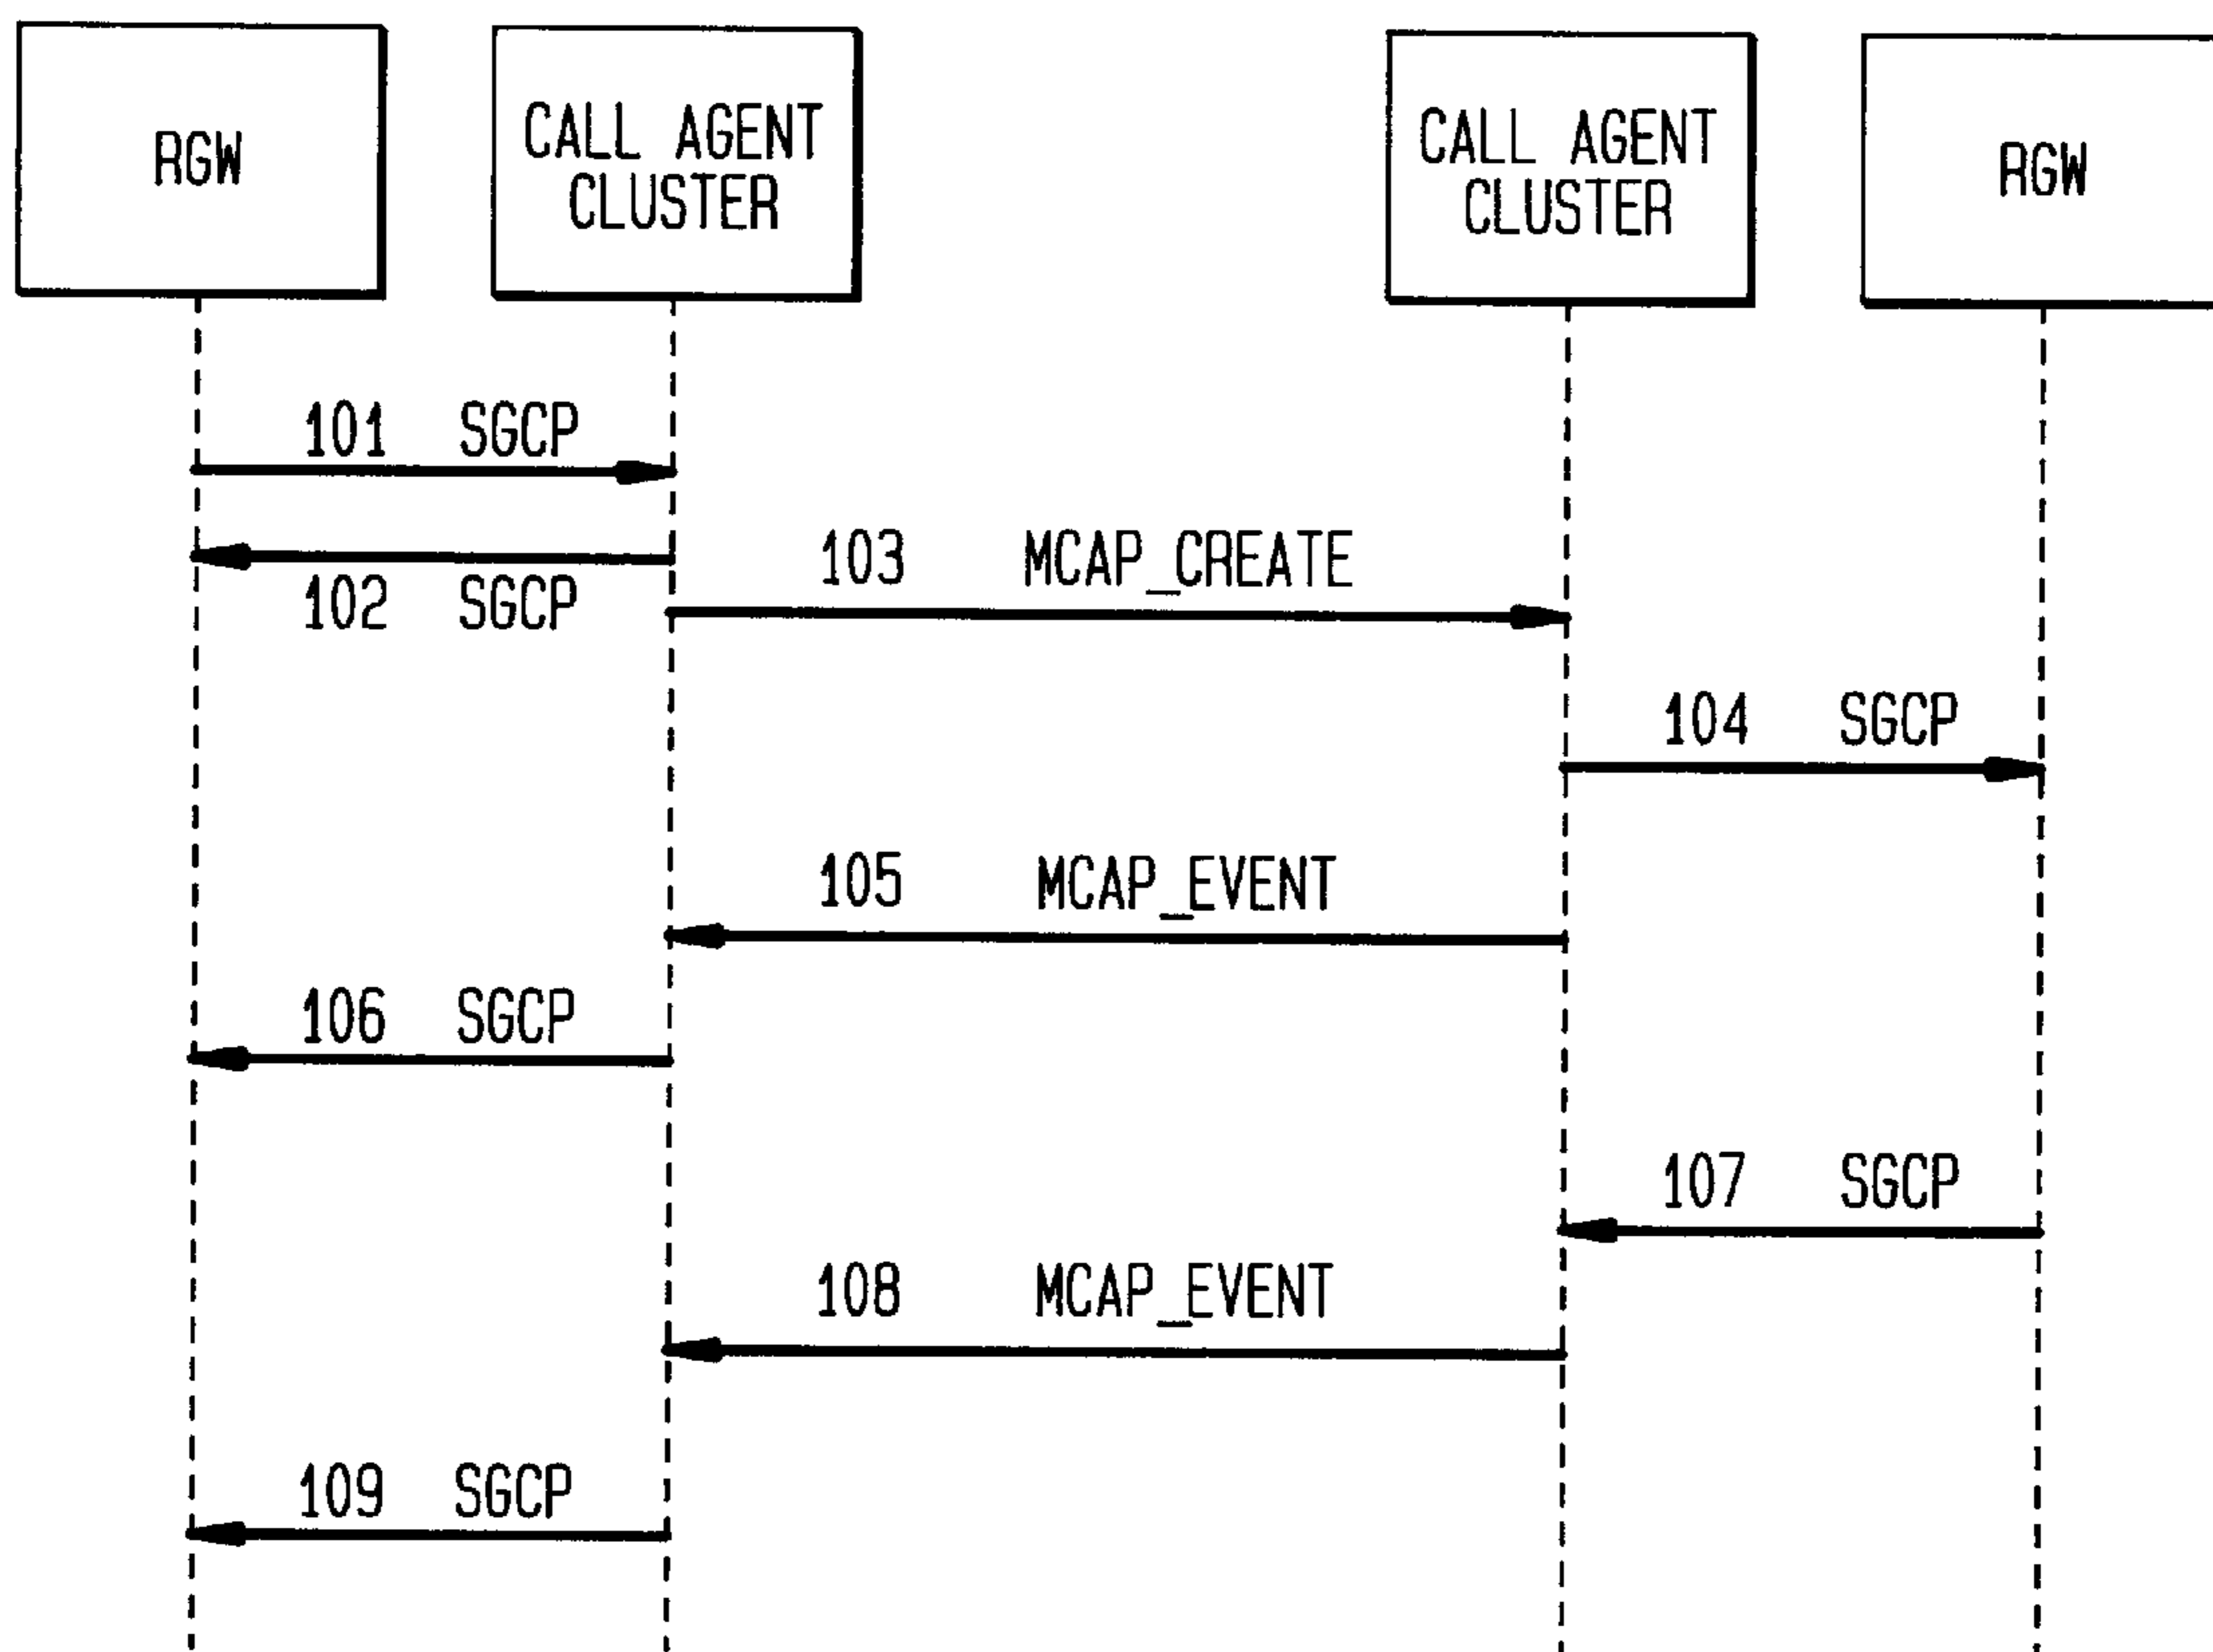 RGW
CALL AGENT
CLUSTER
CALL AGENT
CLUSTER
RGW
101 SGCP
102 SGCP
103 MCAP_CREATE
104 SGCP
105 MCAP_EVENT
106 SGCP
107 SGCP
108 MCAP_EVENT
109 SGCP